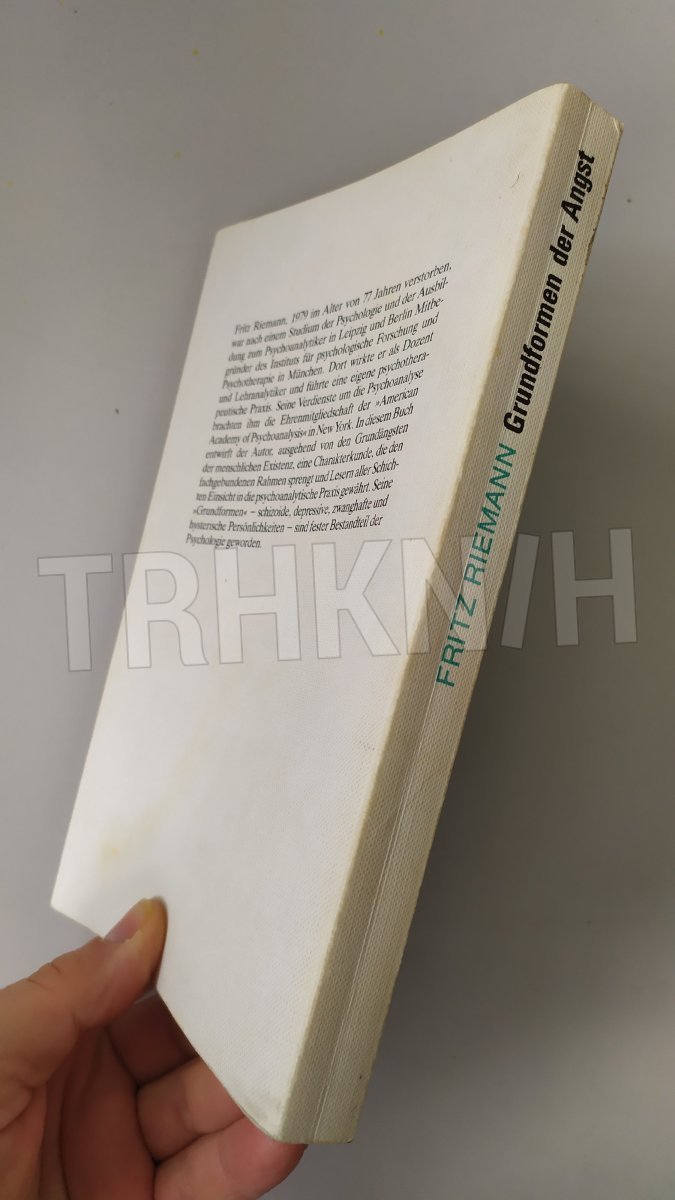 Fritz Riemann, 1979 im Alter von 77 Jahren verstorben,
war nach einem Studium der Psychologie und der Ausbil-
dung zum Psychoanalytiker in Leipzig und Berlin Mitbe-
gründer des Instituts für psychologische Forschung und
Psychotherapie in München. Dort wirkte er als Dozent
und Lehranalytiker und führte eine eigene psychothera-
peutische Praxis. Seine Verdienste um die Psychoanalyse
brachten ihm die Ehrenmitgliedschaft der »American
Academy of Psychoanalysis« in New York. In diesem Buch
entwirft der Autor, ausgehend von den Grundängsten
der menschlichen Existenz, eine Charakterkunde, die den
fachgebundenen Rahmen sprengt und Lesern aller Schich-
ten Einsicht in die psychoanalytische Praxis gewährt. Seine
»Grundformen« – schizoide, depressive, zwanghafte und
hysterische Persönlichkeiten – sind fester Bestandteil der
Psychologie geworden.
FRITZ RIEMANN Grundformen der Angst
TRHKNIH